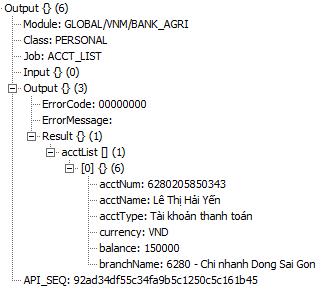 Output {} (6)
Module: GLOBAL/VNM/BANK_AGRI
Class: PERSONAL
Job: ACCT_LIST
Input {} (0)
Output {} (3)
ErrorCode: 00000000
ErrorMessage:
Result {} (1)
acctList [] (1)
[0] {} (6)
acctNum: 6280205850343
acctName: Lê Thị Hải Yến
acctType: Tài khoản thanh toán
currency: VND
balance: 150000
branchName: 6280 - Chi nhanh Dong Sai Gon
API_SEQ: 92ad34df55c34fa9b5c1250c5c161b45